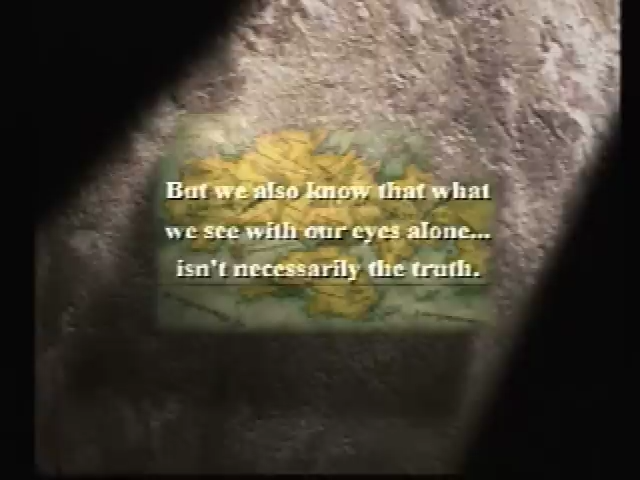 But we also know that what
we see with our eyes alone...
isn't necessarily the truth.